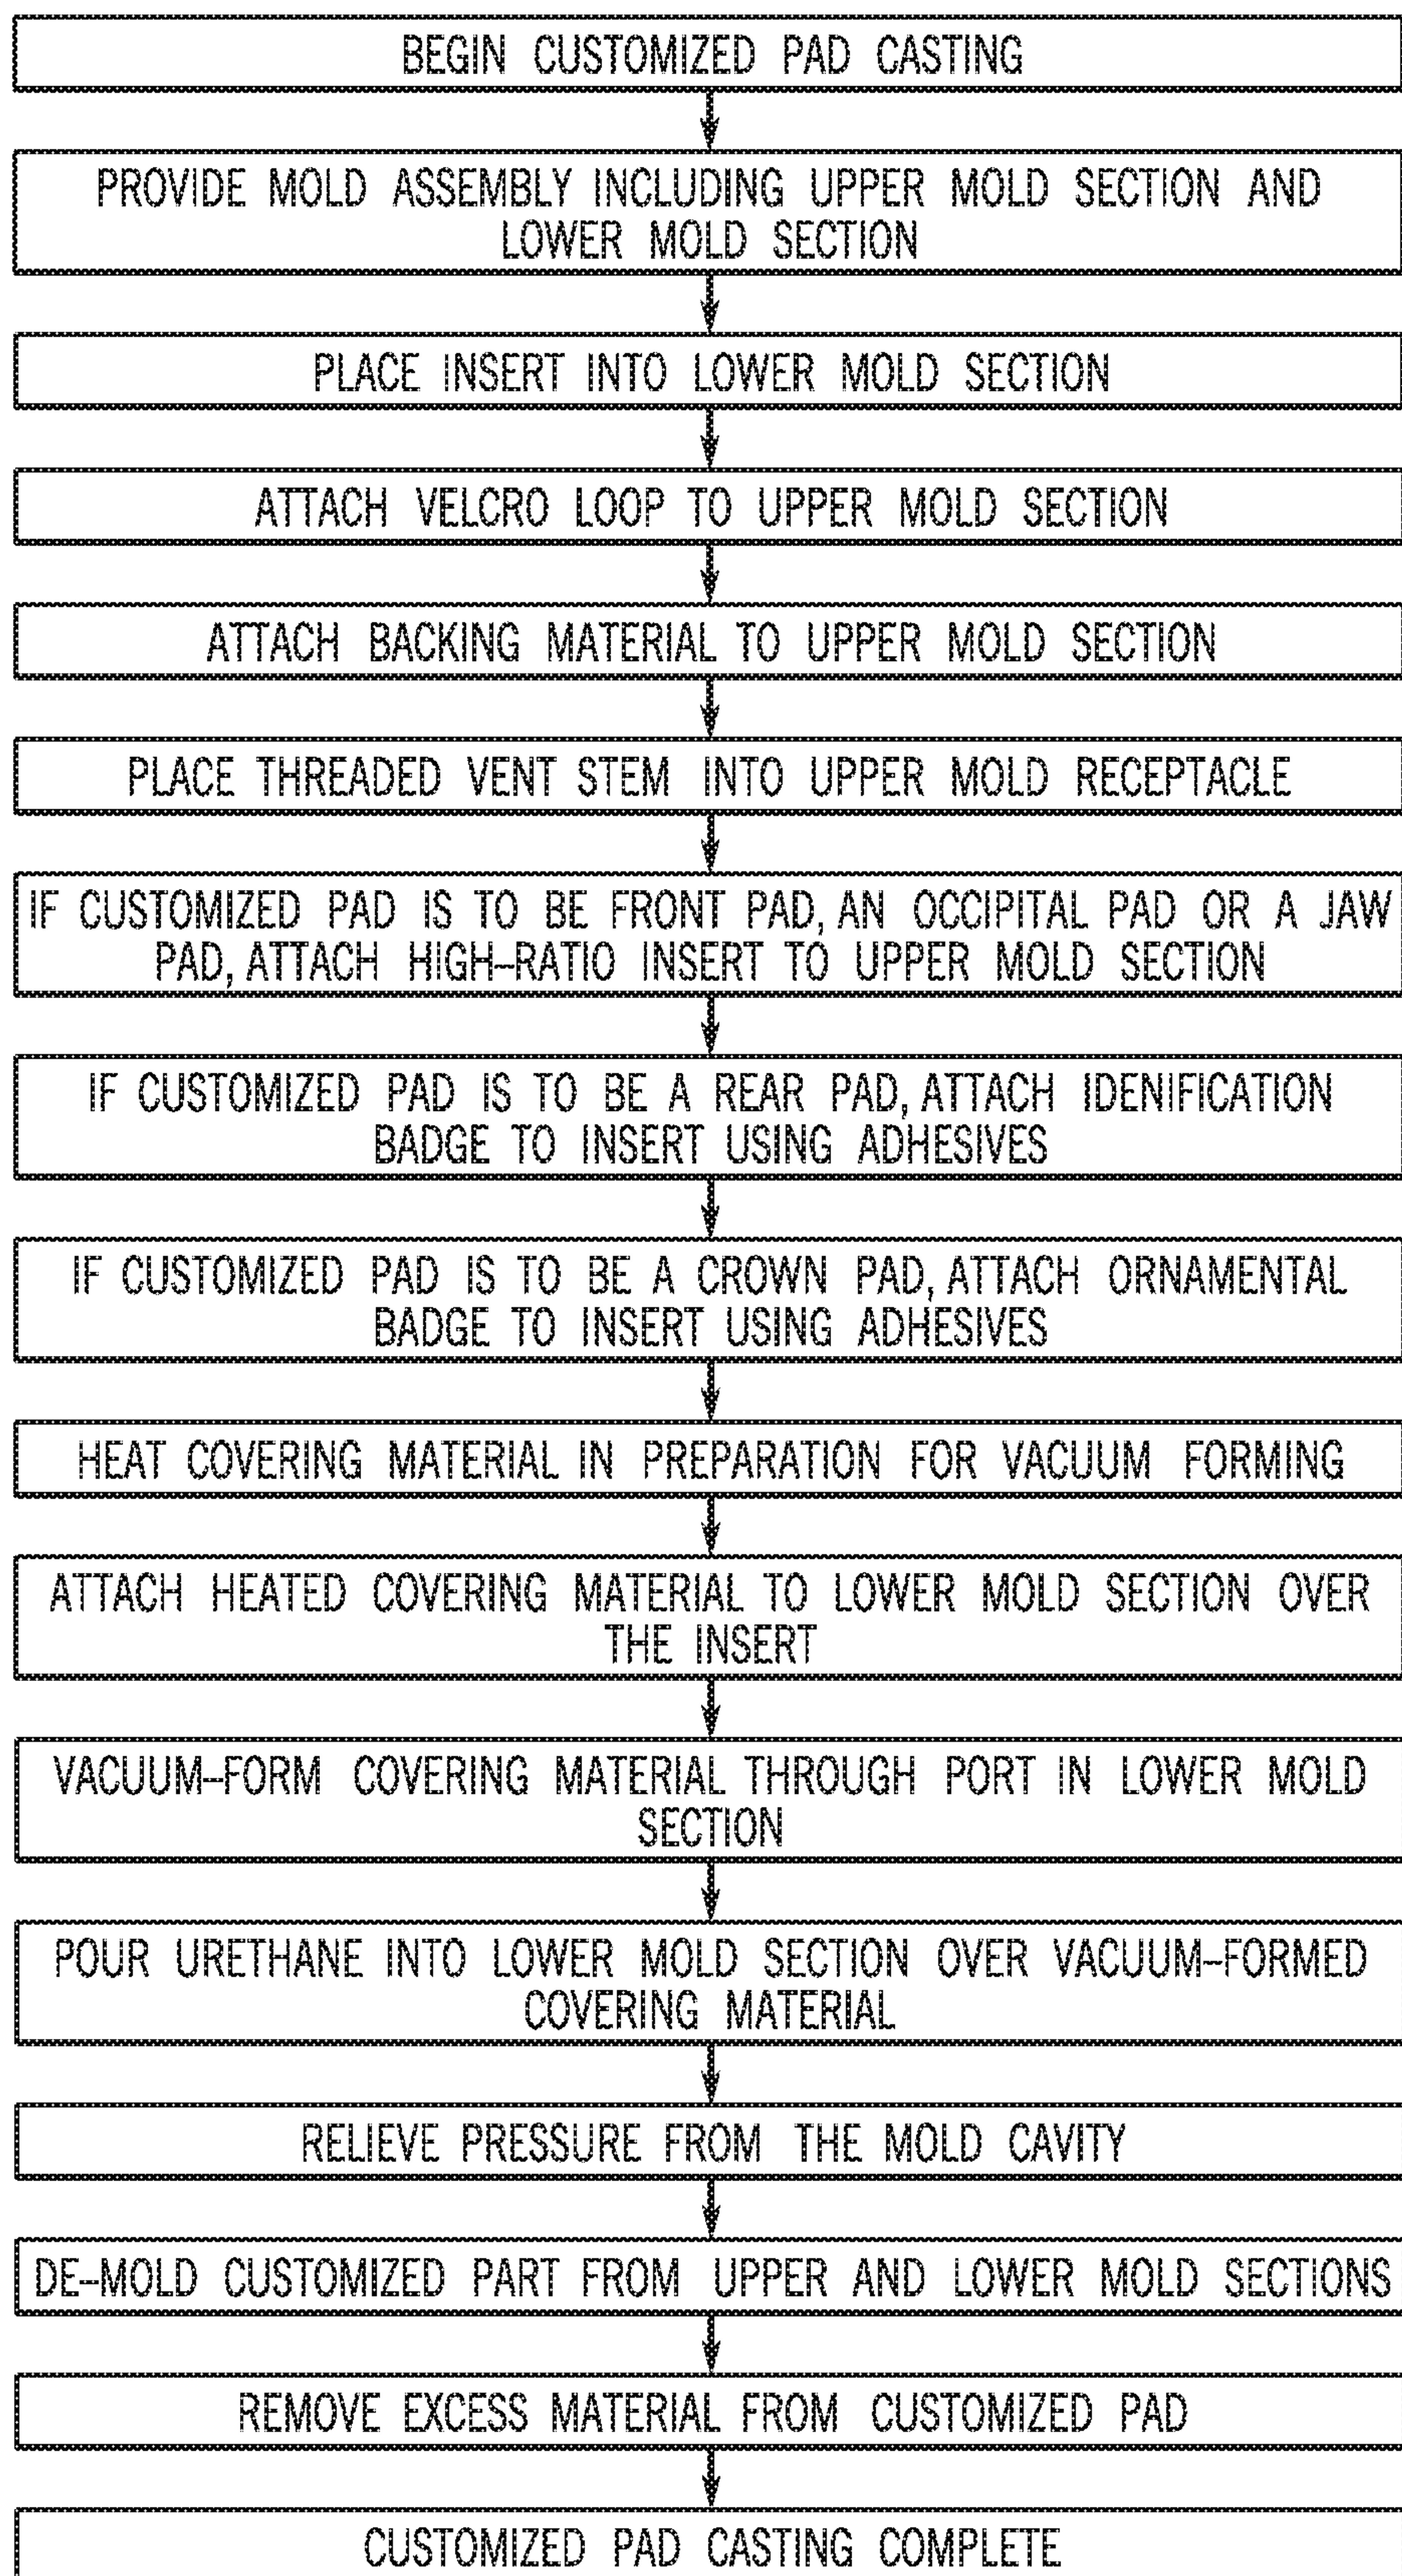 BEGIN CUSTOMIZED PAD CASTING
PROVIDE MOLD ASSEMBLY INCLUDING UPPER MOLD SECTION AND
LOWER MOLD SECTION
PLACE INSERT INTO LOWER MOLD SECTION
ATTACH VELCRO LOOP TO UPPER MOLD SECTION
ATTACH BACKING MATERIAL TO UPPER MOLD SECTION
PLACE THREADED VENT STEM INTO UPPER MOLD RECEPTACLE
IF CUSTOMIZED PAD IS TO BE FRONT PAD, AN OCCIPITAL PAD OR A JAW
PAD, ATTACH HIGH-RATIO INSERT TO UPPER MOLD SECTION
IF CUSTOMIZED PAD IS TO BE A REAR PAD, ATTACH IDENIFICATION
BADGE TO INSERT USING ADHESIVES
IF CUSTOMIZED PAD IS TO BE A CROWN PAD, ATTACH ORNAMENTAL
BADGE TO INSERT USING ADHESIVES
HEAT COVERING MATERIAL IN PREPARATION FOR VACUUM FORMING
ATTACH HEATED COVERING MATERIAL TO LOWER MOLD SECTION OVER
THE INSERT
VACUUM-FORM COVERING MATERIAL THROUGH PORT IN LOWER MOLD
SECTION
POUR URETHANE INTO LOWER MOLD SECTION OVER VACUUM-FORMED
COVERING MATERIAL
RELIEVE PRESSURE FROM THE MOLD CAVITY
DE-MOLD CUSTOMIZED PART FROM UPPER AND LOWER MOLD SECTIONS
REMOVE EXCESS MATERIAL FROM CUSTOMIZED PAD
CUSTOMIZED PAD CASTING COMPLETE